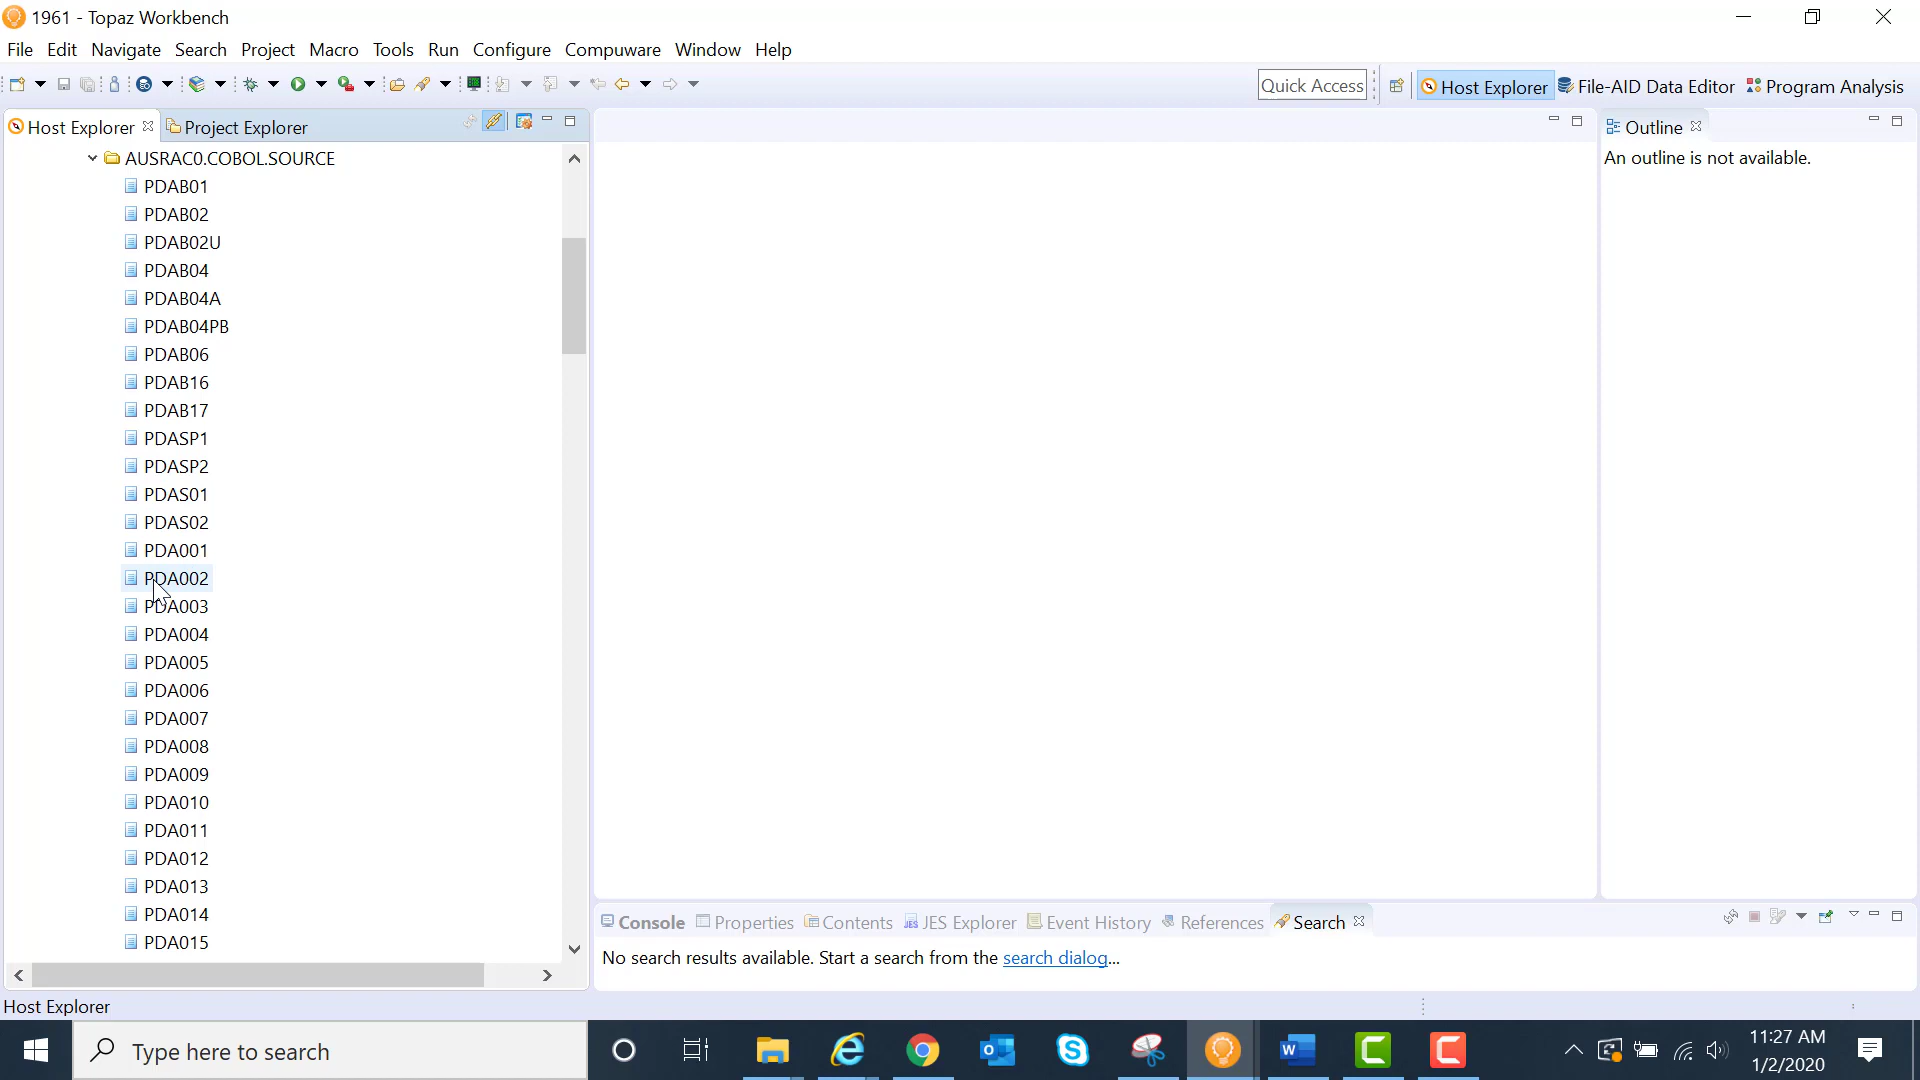 1961 - Topaz Workbench
File Edit Navigate Search Project Macro Tools Run Configure Compuware Window Help
Quick Access Host Explorer File-AID Data Editor Program Analysis
Host Explorer Project Explorer
Outline
AUSRAC0.COBOL.SOURCE
An outline is not available.
PDAB01
PDAB02
PDAB02U
PDAB04
PDAB04A
PDAB04PB
PDAB06
PDAB16
PDAB17
PDASP1
PDASP2
PDAS01
PDAS02
PDA001
PDA002
PDA003
PDA004
PDA005
PDA006
PDA007
PDA008
PDA009
PDA010
PDA011
PDA012
PDA013
PDA014
PDA015
Console Properties Contents JES Explorer Event History References Search
No search results available. Start a search from the search dialog...
Host Explorer
Type here to search
11:27 AM
1/2/2020